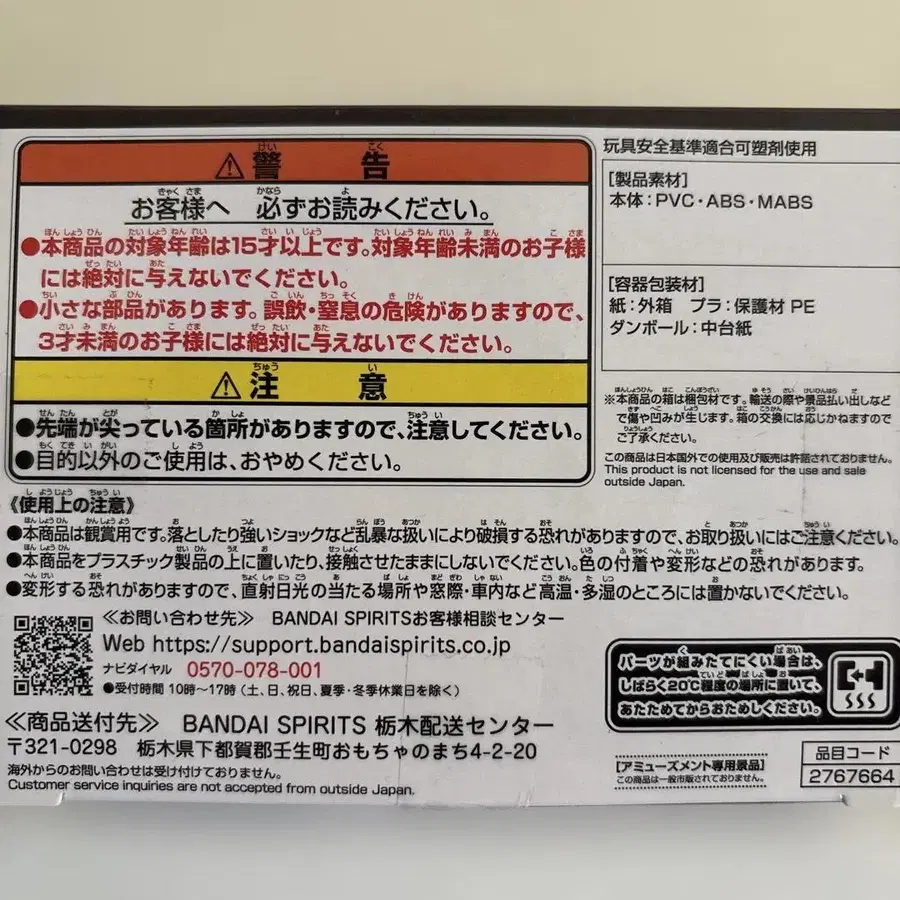 ⚠警告
お客様へ 必ずお読みください。
●本商品の対象年齢は15才以上です。対象年齢未満のお子様
には絶対に与えないでください。
●小さな部品があります。誤飲・窒息の危険がありますので、
3才未満のお子様には絶対に与えないでください。
⚠注意
●先端が尖っている箇所がありますので、注意してください。
●目的以外のご使用は、おやめください。
玩具安全基準適合可塑剤使用
[製品素材]
本体:PVC・ABS・MABS
[容器包装材]
紙:外箱 プラ:保護材 PE
ダンボール:中台紙
※本商品の箱は梱包材です。輸送の際や景品払い出しなど
で傷や凹みが生じます。箱の交換には応じかねますので
ご了承ください。
この商品は日本国外での使用及び販売は許諾されておりません。
This product is not licensed for the use and sale
outside Japan.
《使用上の注意》
●本商品は観賞用です。落としたり強いショックなど乱暴な扱いにより破損する恐れがありますので、お取り扱いにはご注意ください。
●本商品をプラスチック製品の上に置いたり、接触させたままにしないでください。色の付着や変形などの恐れがあります。
●変形する恐れがありますので、直射日光の当たる場所や窓際・車内など高温・多湿のところには置かないでください。
≪お問い合わせ先≫ BANDAI SPIRITSお客様相談センター
Web https://support.bandaispirits.co.jp
ナビダイヤル 0570-078-001
●受付時間 10時~17時(土、日、祝日、夏季・冬季休業日を除く)
≪商品送付先≫ BANDAI SPIRITS 栃木配送センター
〒321-0298 栃木県下都賀郡壬生町おもちゃのまち4-2-20
海外からのお問い合わせは受け付けておりません。
Customer service inquiries are not accepted from outside Japan.
パーツが組みたてにくい場合は、
しばらく20℃程度の場所に置いて、
あたためてからおためしください。
[アミューズメント専用景品]
この商品は一般市販されておりません。
品目コード
2767664